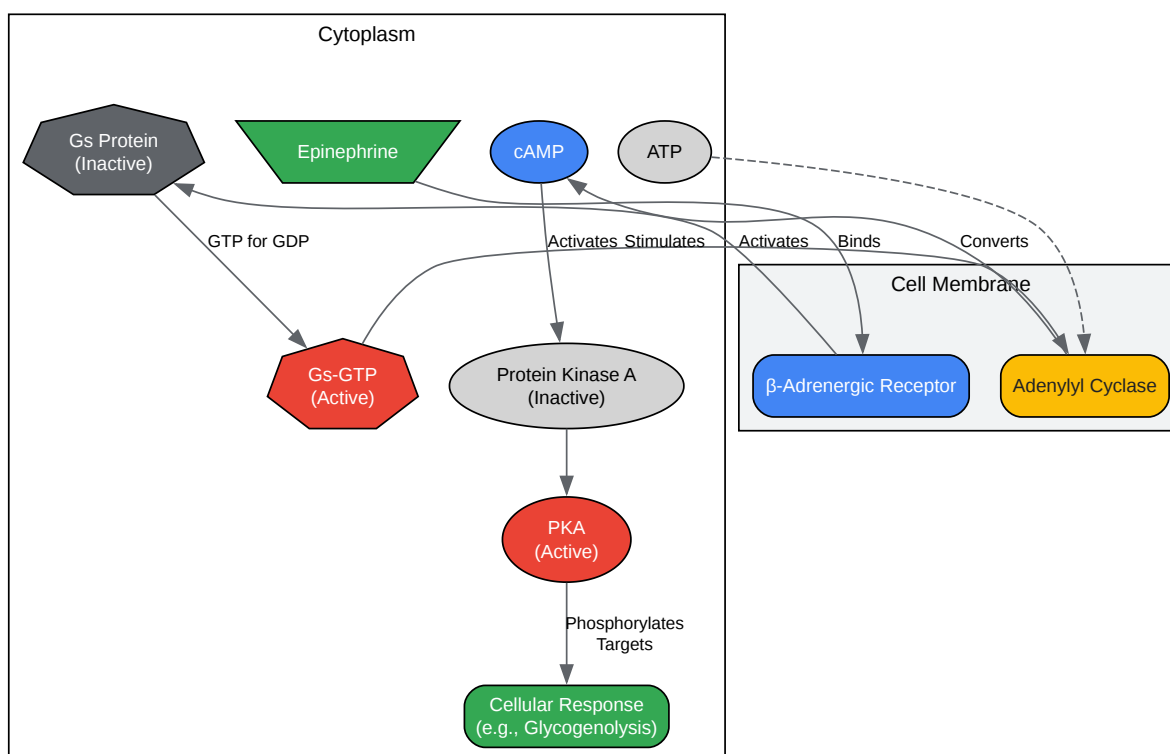 Cytoplasm
Gs Protein
(Inactive)
Epinephrine
cAMP
ATP
GTP for GDP
Activates
Stimulates
Activates
Binds
Converts
Cell Membrane
Gs-GTP
(Active)
Protein Kinase A
(Inactive)
β-Adrenergic Receptor
Adenylyl Cyclase
PKA
(Active)
Phosphorylates
Targets
Cellular Response
(e.g., Glycogenolysis)